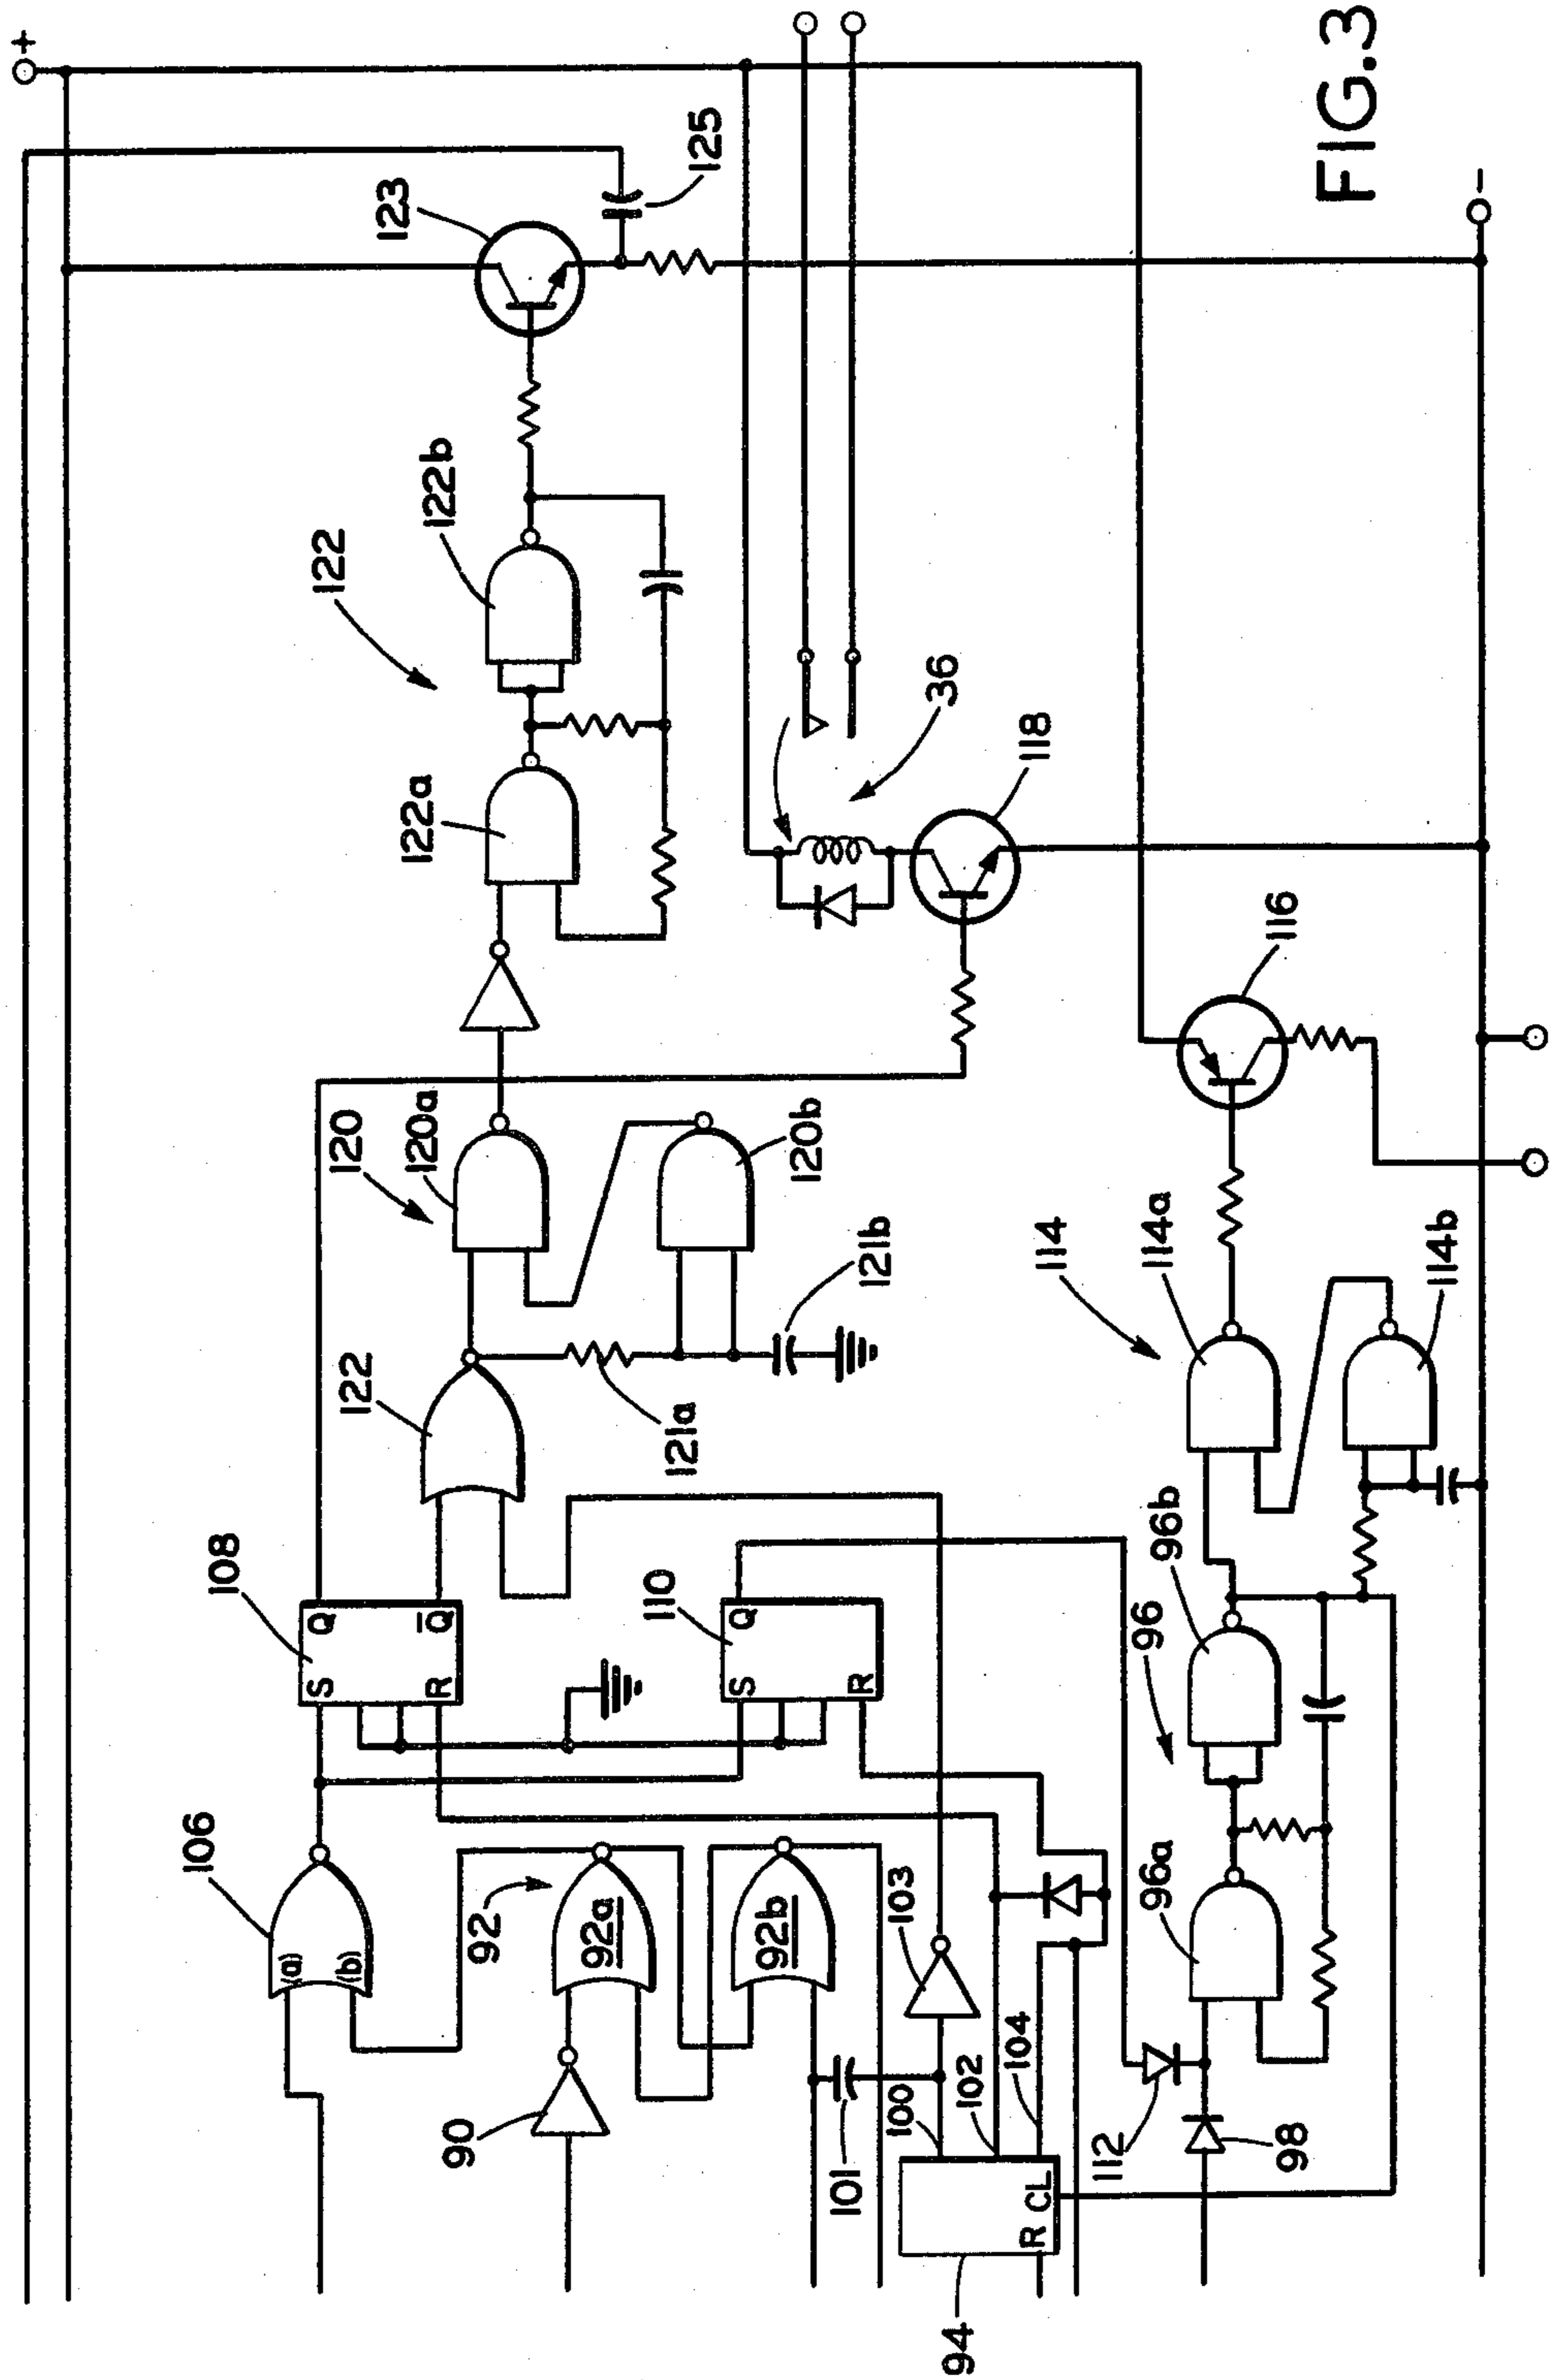 +
123
125
122
122b
122a
36
118
116
120
120a
120b
121b
122
121a
114
114a
114b
108
S Q
Q̅
R
110
S Q
R
96
96b
96a
106
(a)
(b)
92
92a
92b
90
103
101
100
102
104
112
98
94
R CL
-
FIG.3